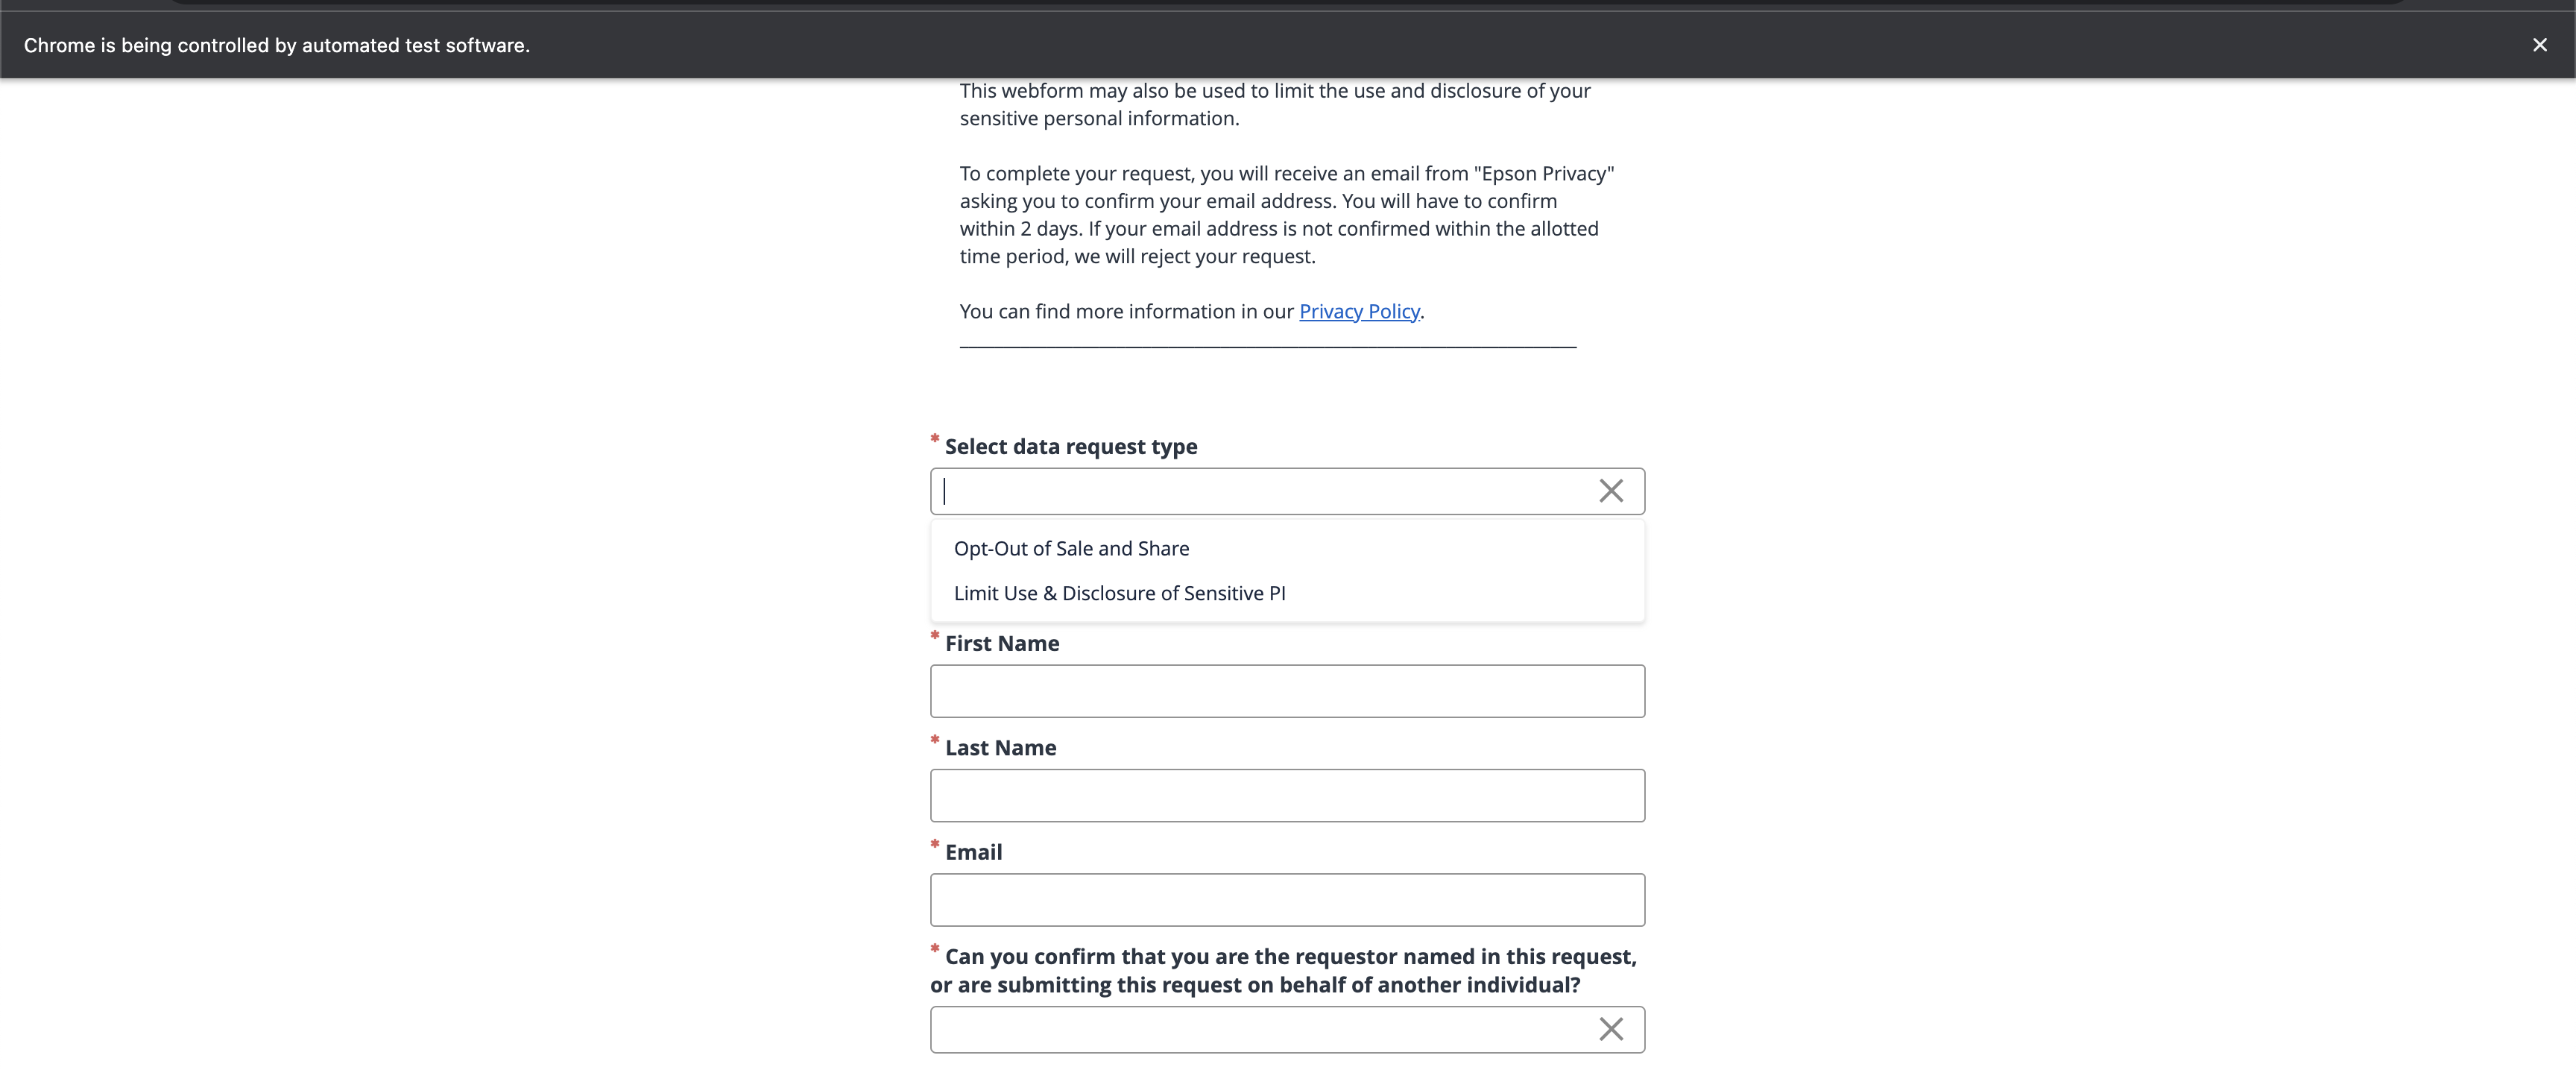 Chrome is being controlled by automated test software.
This webform may also be used to limit the use and disclosure of your
sensitive personal information.
To complete your request, you will receive an email from "Epson Privacy"
asking you to confirm your email address. You will have to confirm
within 2 days. If your email address is not confirmed within the allotted
time period, we will reject your request.
You can find more information in our Privacy Policy.
* Select data request type
Opt-Out of Sale and Share
Limit Use & Disclosure of Sensitive PI
* First Name
* Last Name
* Email
* Can you confirm that you are the requestor named in this request,
or are submitting this request on behalf of another individual?